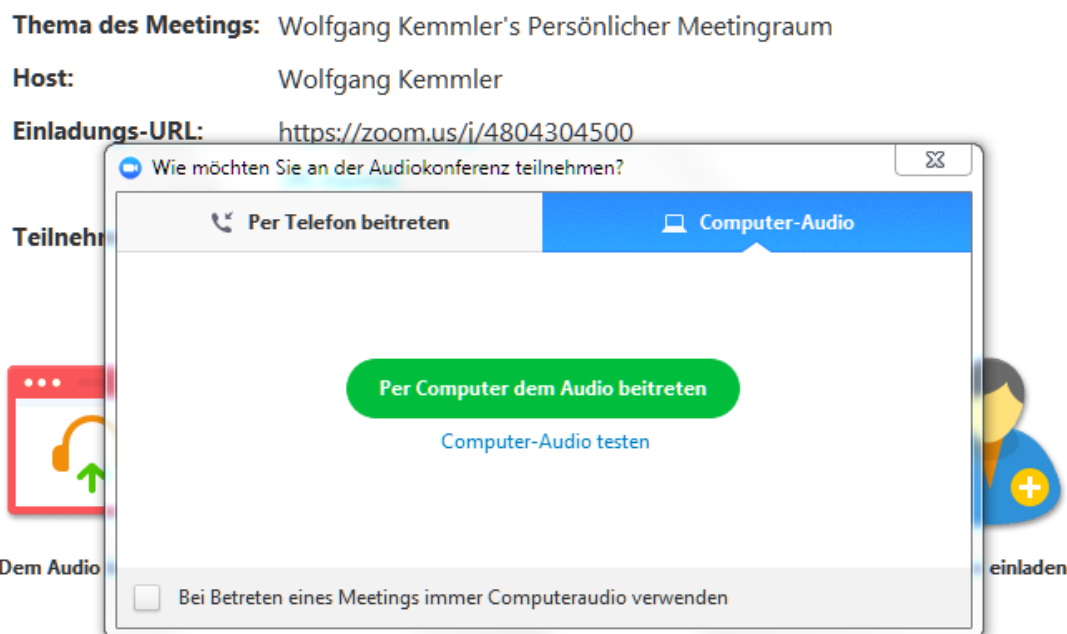 Thema des Meetings: Wolfgang Kemmler's Persönlicher Meetingraum
Host: Wolfgang Kemmler
Einladungs-URL: https://zoom.us/j/4804304500
Wie möchten Sie an der Audiokonferenz teilnehmen?
Per Telefon beitreten Computer-Audio
Per Computer dem Audio beitreten
Computer-Audio testen
Dem Audio einladen
Bei Betreten eines Meetings immer Computeraudio verwenden